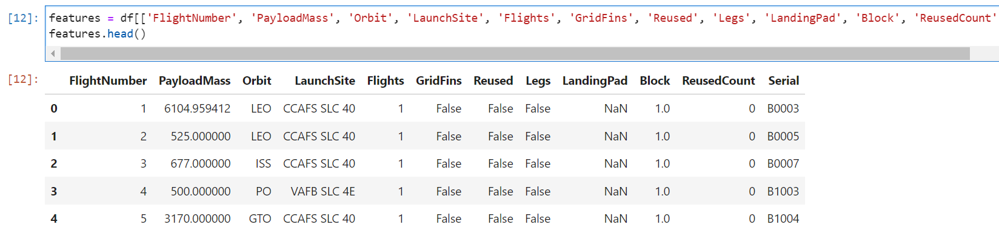 [12]: features = df[['FlightNumber', 'PayloadMass', 'Orbit', 'LaunchSite', 'Flights', 'GridFins', 'Reused', 'Legs', 'LandingPad', 'Block', 'ReusedCount'
features.head()
[12]: FlightNumber PayloadMass Orbit LaunchSite Flights GridFins Reused Legs LandingPad Block ReusedCount Serial
0 1 6104.959412 LEO CCAFS SLC 40 1 False False False NaN 1.0 0 B0003
1 2 525.000000 LEO CCAFS SLC 40 1 False False False NaN 1.0 0 B0005
2 3 677.000000 ISS CCAFS SLC 40 1 False False False NaN 1.0 0 B0007
3 4 500.000000 PO VAFB SLC 4E 1 False False False NaN 1.0 0 B1003
4 5 3170.000000 GTO CCAFS SLC 40 1 False False False NaN 1.0 0 B1004